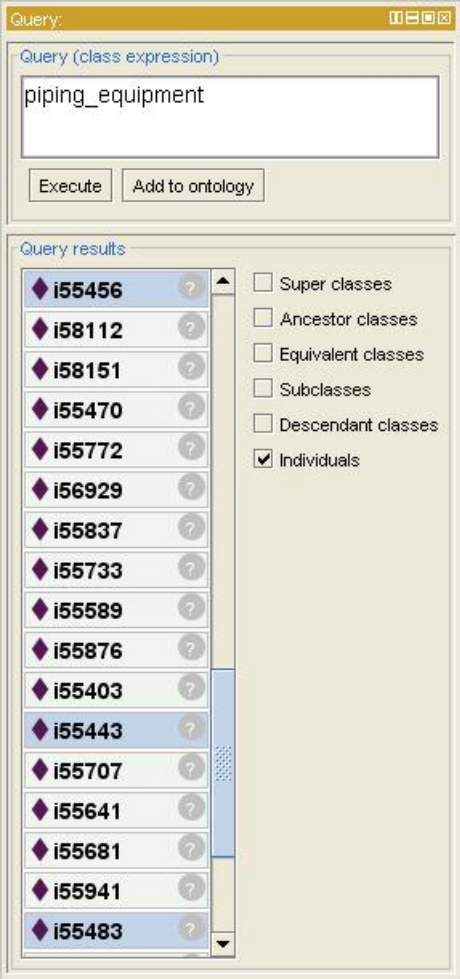 Query:
Query (class expression)
piping_equipment
Execute
Add to ontology
Query results
i55456
i58112
i58151
i55470
i55772
i56929
i55837
i55733
i55589
i55876
i55403
i55443
i55707
i55641
i55681
i55941
i55483
Super classes
Ancestor classes
Equivalent classes
Subclasses
Descendant classes
Individuals